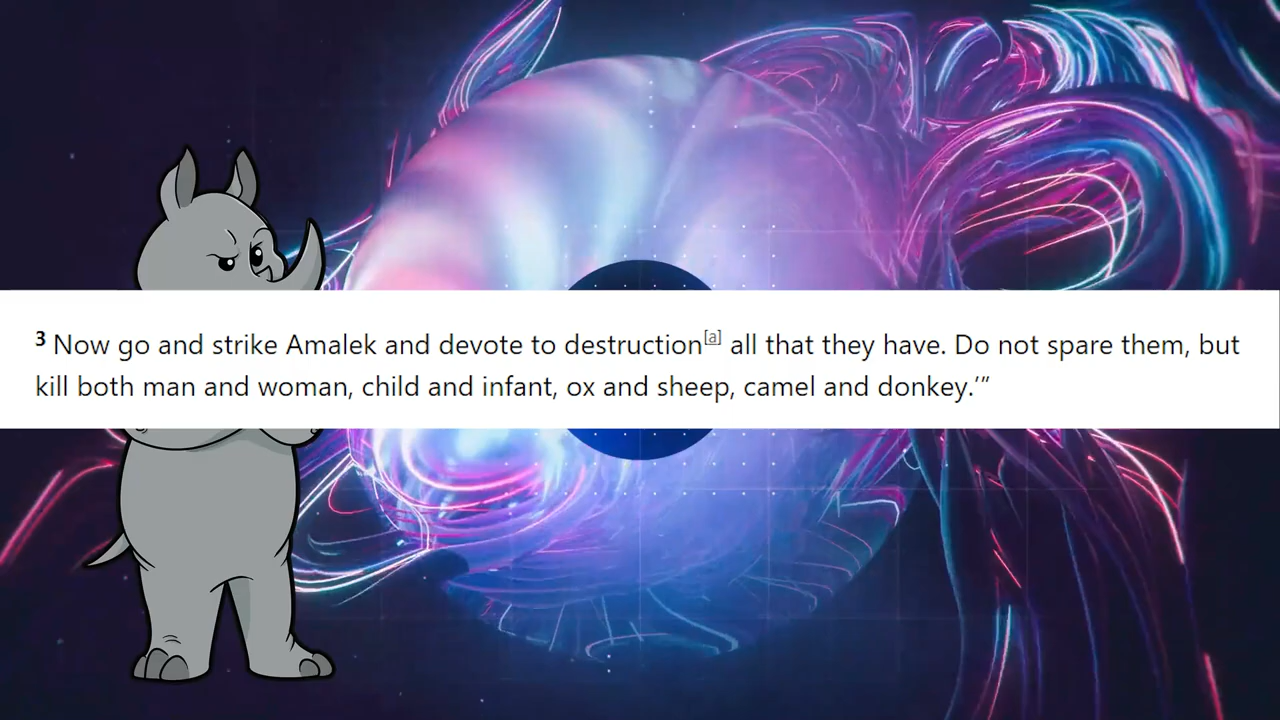 3 Now go and strike Amalek and devote to destruction[a] all that they have. Do not spare them, but
kill both man and woman, child and infant, ox and sheep, camel and donkey.’”